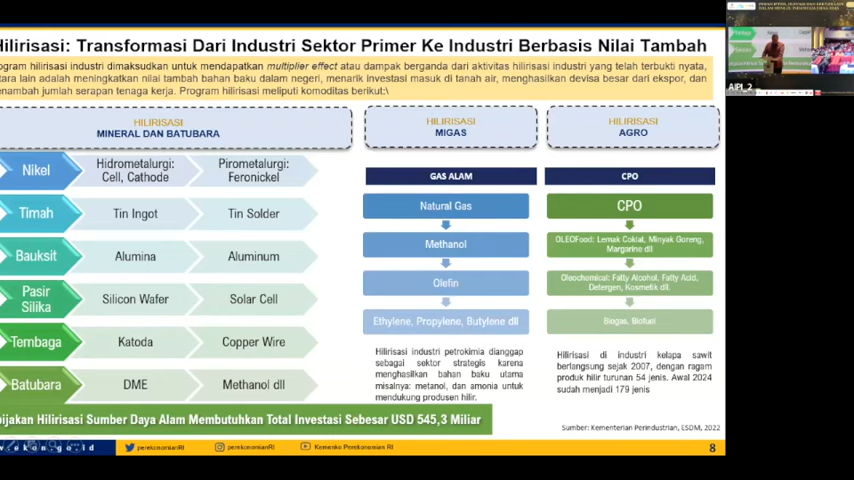 Hilirisasi: Transformasi Dari Industri Sektor Primer Ke Industri Berbasis Nilai Tambah
ogram hilirisasi industri dimaksudkan untuk mendapatkan multiplier effect atau dampak berganda dari aktivitas hilirisasi industri yang telah terbukti nyata,
tara lain adalah meningkatkan nilai tambah bahan baku dalam negeri, menarik investasi masuk di tanah air, menghasilkan devisa besar dari ekspor, dan
enambah jumlah serapan tenaga kerja. Program hilirisasi meliputi komoditas berikut:\
HILIRISASI
MINERAL DAN BATUBARA
HILIRISASI
MIGAS
HILIRISASI
AGRO
Nikel
Hidrometalurgi:
Cell, Cathode
Pirometalurgi:
Feronickel
Timah
Tin Ingot
Tin Solder
Bauksit
Alumina
Aluminum
Pasir
Silika
Silicon Wafer
Solar Cell
Tembaga
Katoda
Copper Wire
Batubara
DME
Methanol dll
GAS ALAM
Natural Gas
Methanol
Olefin
Ethylene, Propylene, Butylene dll
Hilirisasi industri petrokimia dianggap
sebagai sektor strategis karena
menghasilkan bahan baku utama
misalnya: metanol, dan amonia untuk
mendukung produsen hilir.
CPO
CPO
OLEOFood: Lemak Coklat, Minyak Goreng,
Margarine dll
Oleochemical: Fatty Alcohol, Fatty Acid,
Detergen, Kosmetik dll.
Biogas, Biofuel
Hilirisasi di industri kelapa sawit
berlangsung sejak 2007, dengan ragam
produk hilir turunan 54 jenis. Awal 2024
sudah menjadi 179 jenis
bijakan Hilirisasi Sumber Daya Alam Membutuhkan Total Investasi Sebesar USD 545,3 Miliar
Sumber: Kementerian Perindustrian, ESDM, 2022
w.ekon.go.id
perekonomianRI
perekonomianRI
Kemenko Perekonomian RI
8
AIPI_2